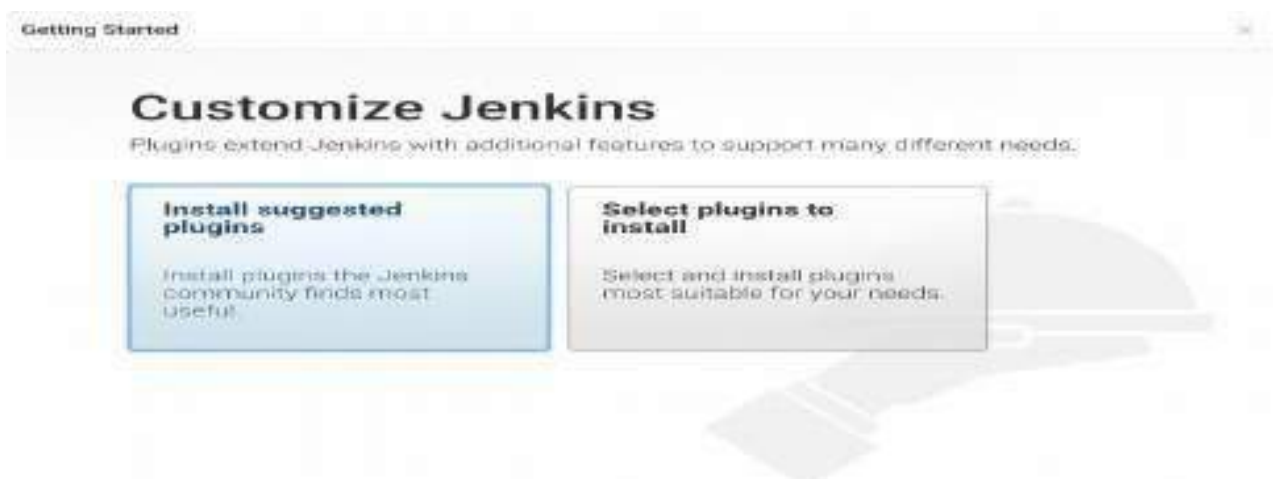 Getting Started
Customize Jenkins
Plugins extend Jenkins with additional features to support many different needs.
Install suggested
plugins
Install plugins the Jenkins
community finds most
useful.
Select plugins to
install
Select and install plugins
most suitable for your needs.